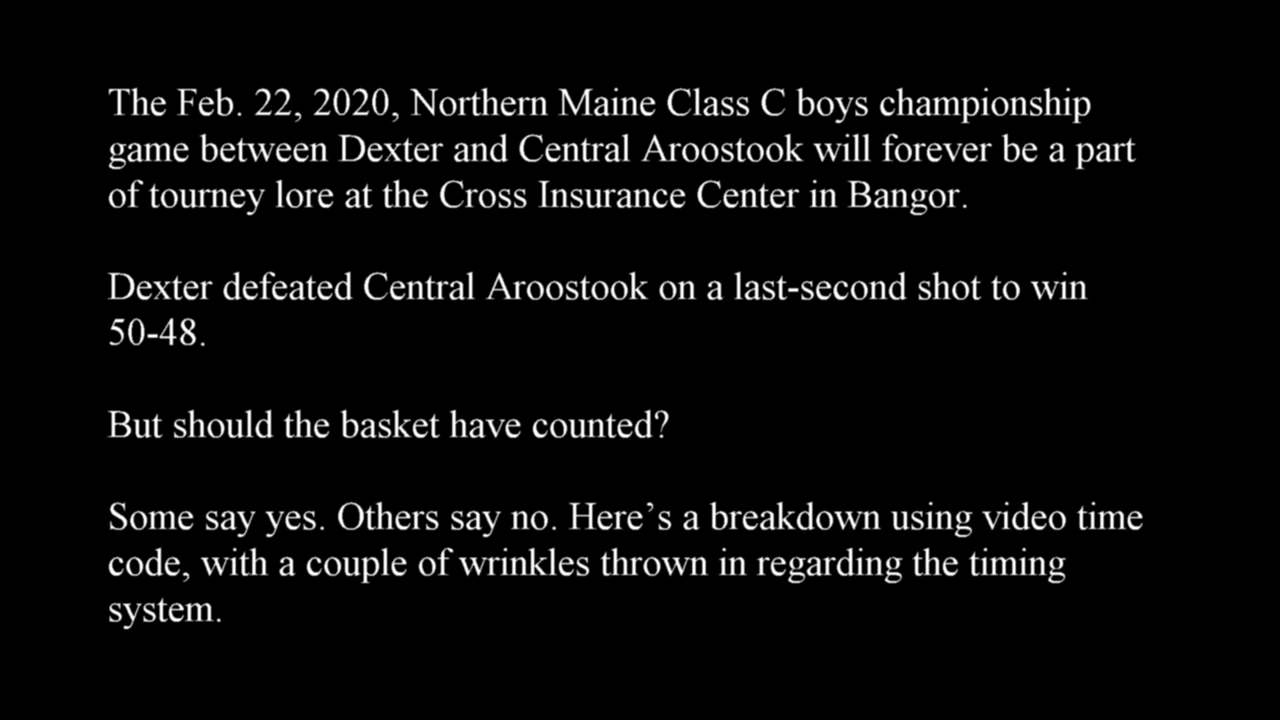 The Feb. 22, 2020, Northern Maine Class C boys championship
game between Dexter and Central Aroostook will forever be a part
of tourney lore at the Cross Insurance Center in Bangor.
Dexter defeated Central Aroostook on a last-second shot to win
50-48.
But should the basket have counted?
Some say yes. Others say no. Here’s a breakdown using video time
code, with a couple of wrinkles thrown in regarding the timing
system.